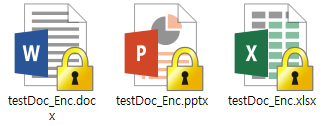 W
P
X
testDoc_Enc.doc
x
testDoc_Enc.pptx
testDoc_Enc.xlsx